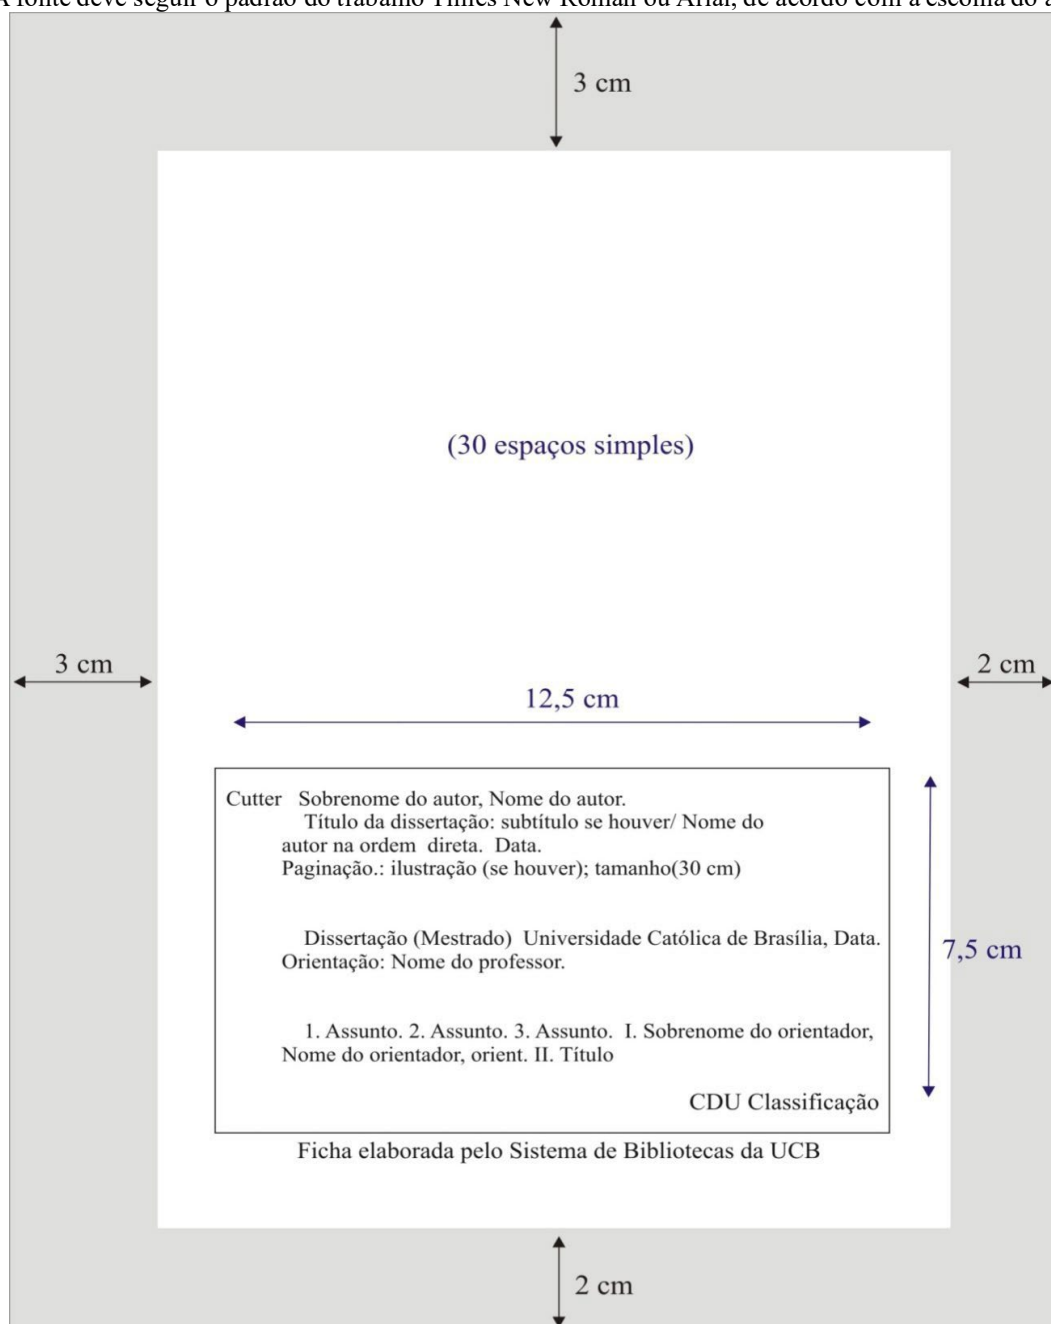 A fonte deve seguir o padrão do trabalho Times New Roman ou Arial, de acordo com a escolha do a
3 cm
(30 espaços simples)
3 cm
2 cm
12,5 cm
Cutter Sobrenome do autor, Nome do autor.
Título da dissertação: subtítulo se houver/ Nome do
autor na ordem direta. Data.
Paginação.: ilustração (se houver); tamanho(30 cm)
Dissertação (Mestrado) Universidade Católica de Brasília, Data.
Orientação: Nome do professor.
7,5 cm
1. Assunto. 2. Assunto. 3. Assunto. I. Sobrenome do orientador,
Nome do orientador, orient. II. Título
CDU Classificação
Ficha elaborada pelo Sistema de Bibliotecas da UCB
2 cm